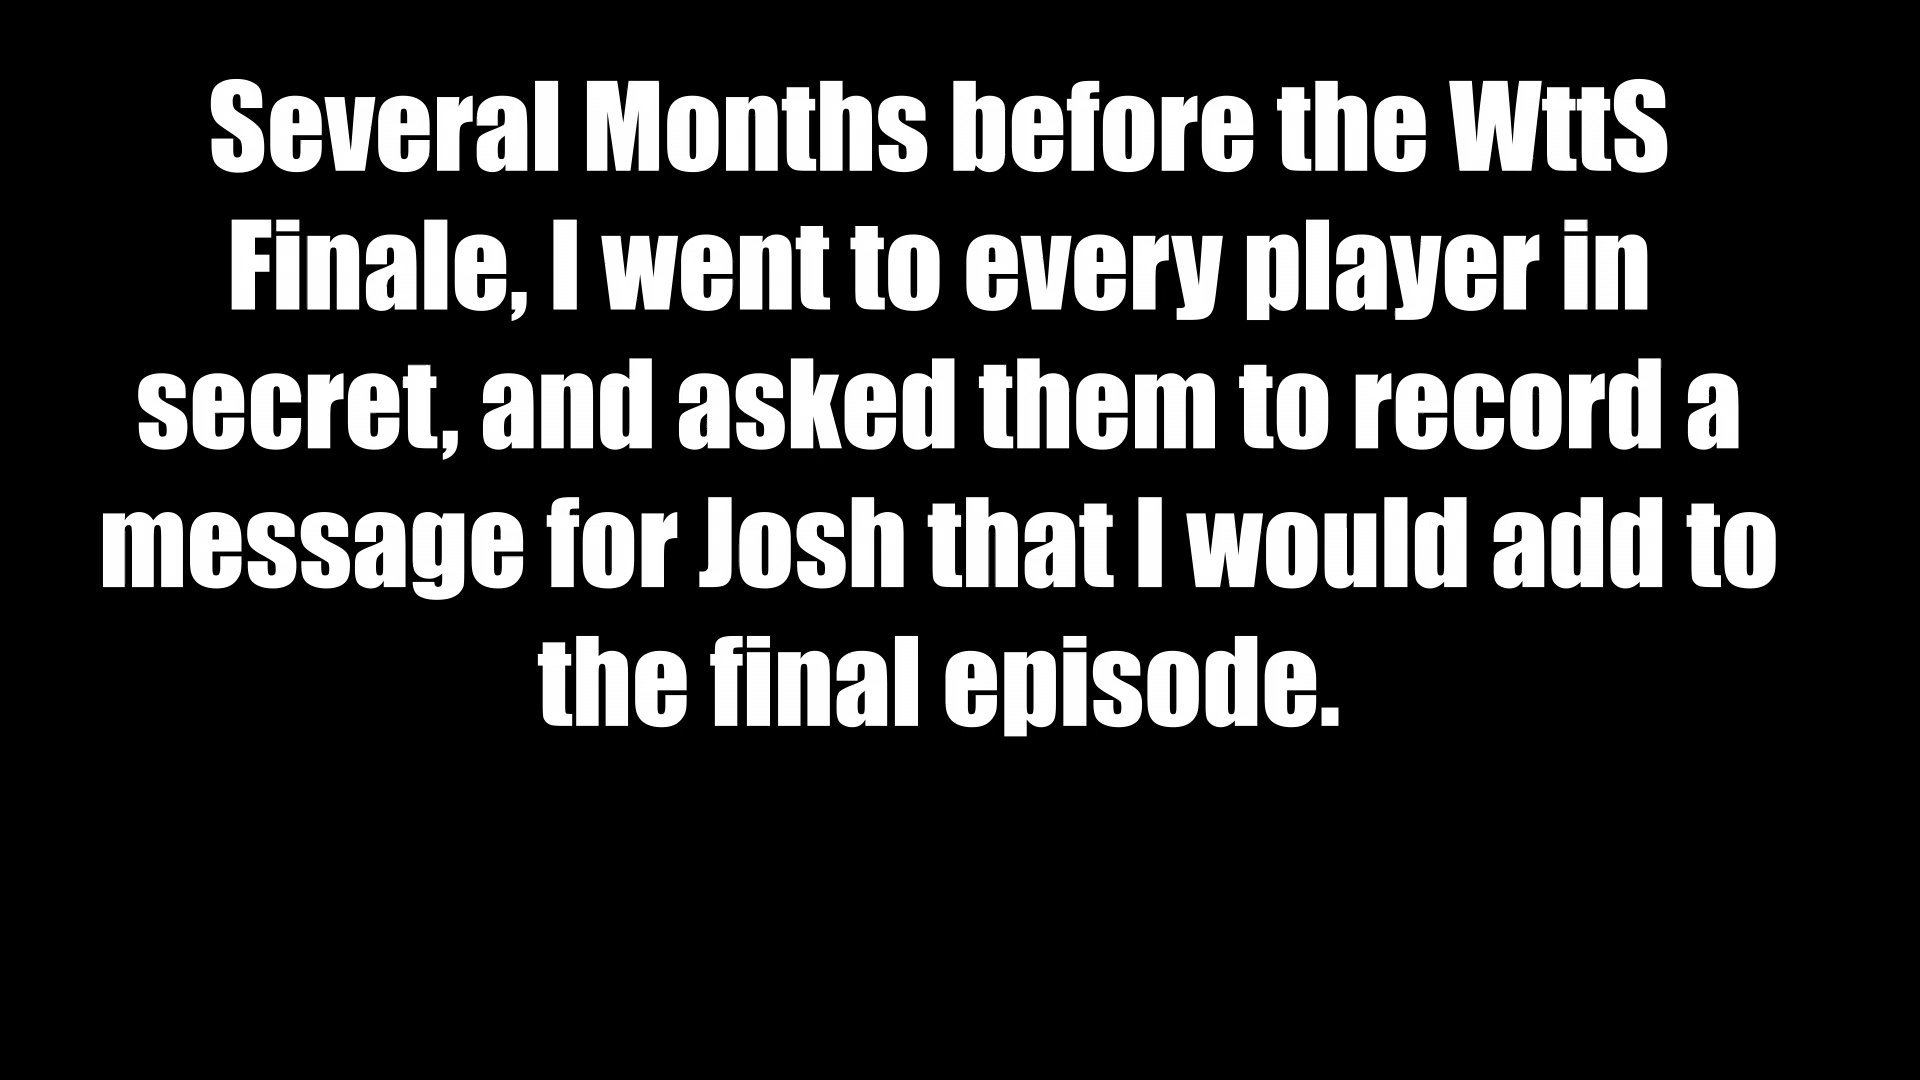 Several Months before the WttS
Finale, I went to every player in
secret, and asked them to record a
message for Josh that I would add to
the final episode.